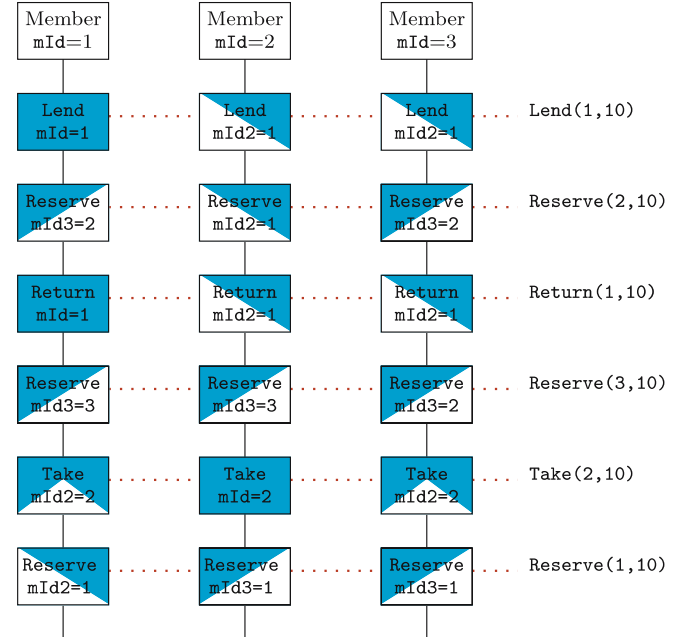 Member Member Member
mId=1 mId=2 mId=3
Lend Lend Lend Lend(1,10)
mId=1 mId2=1 mId2=1
Reserve Reserve Reserve Reserve(2,10)
mId3=2 mId2=1 mId3=2
Return Return Return Return(1,10)
mId=1 mId2=1 mId2=1
Reserve Reserve Reserve Reserve(3,10)
mId3=3 mId3=3 mId3=2
Take Take Take Take(2,10)
mId2=2 mId=2 mId2=2
Reserve Reserve Reserve Reserve(1,10)
mId2=1 mId3=1 mId3=1